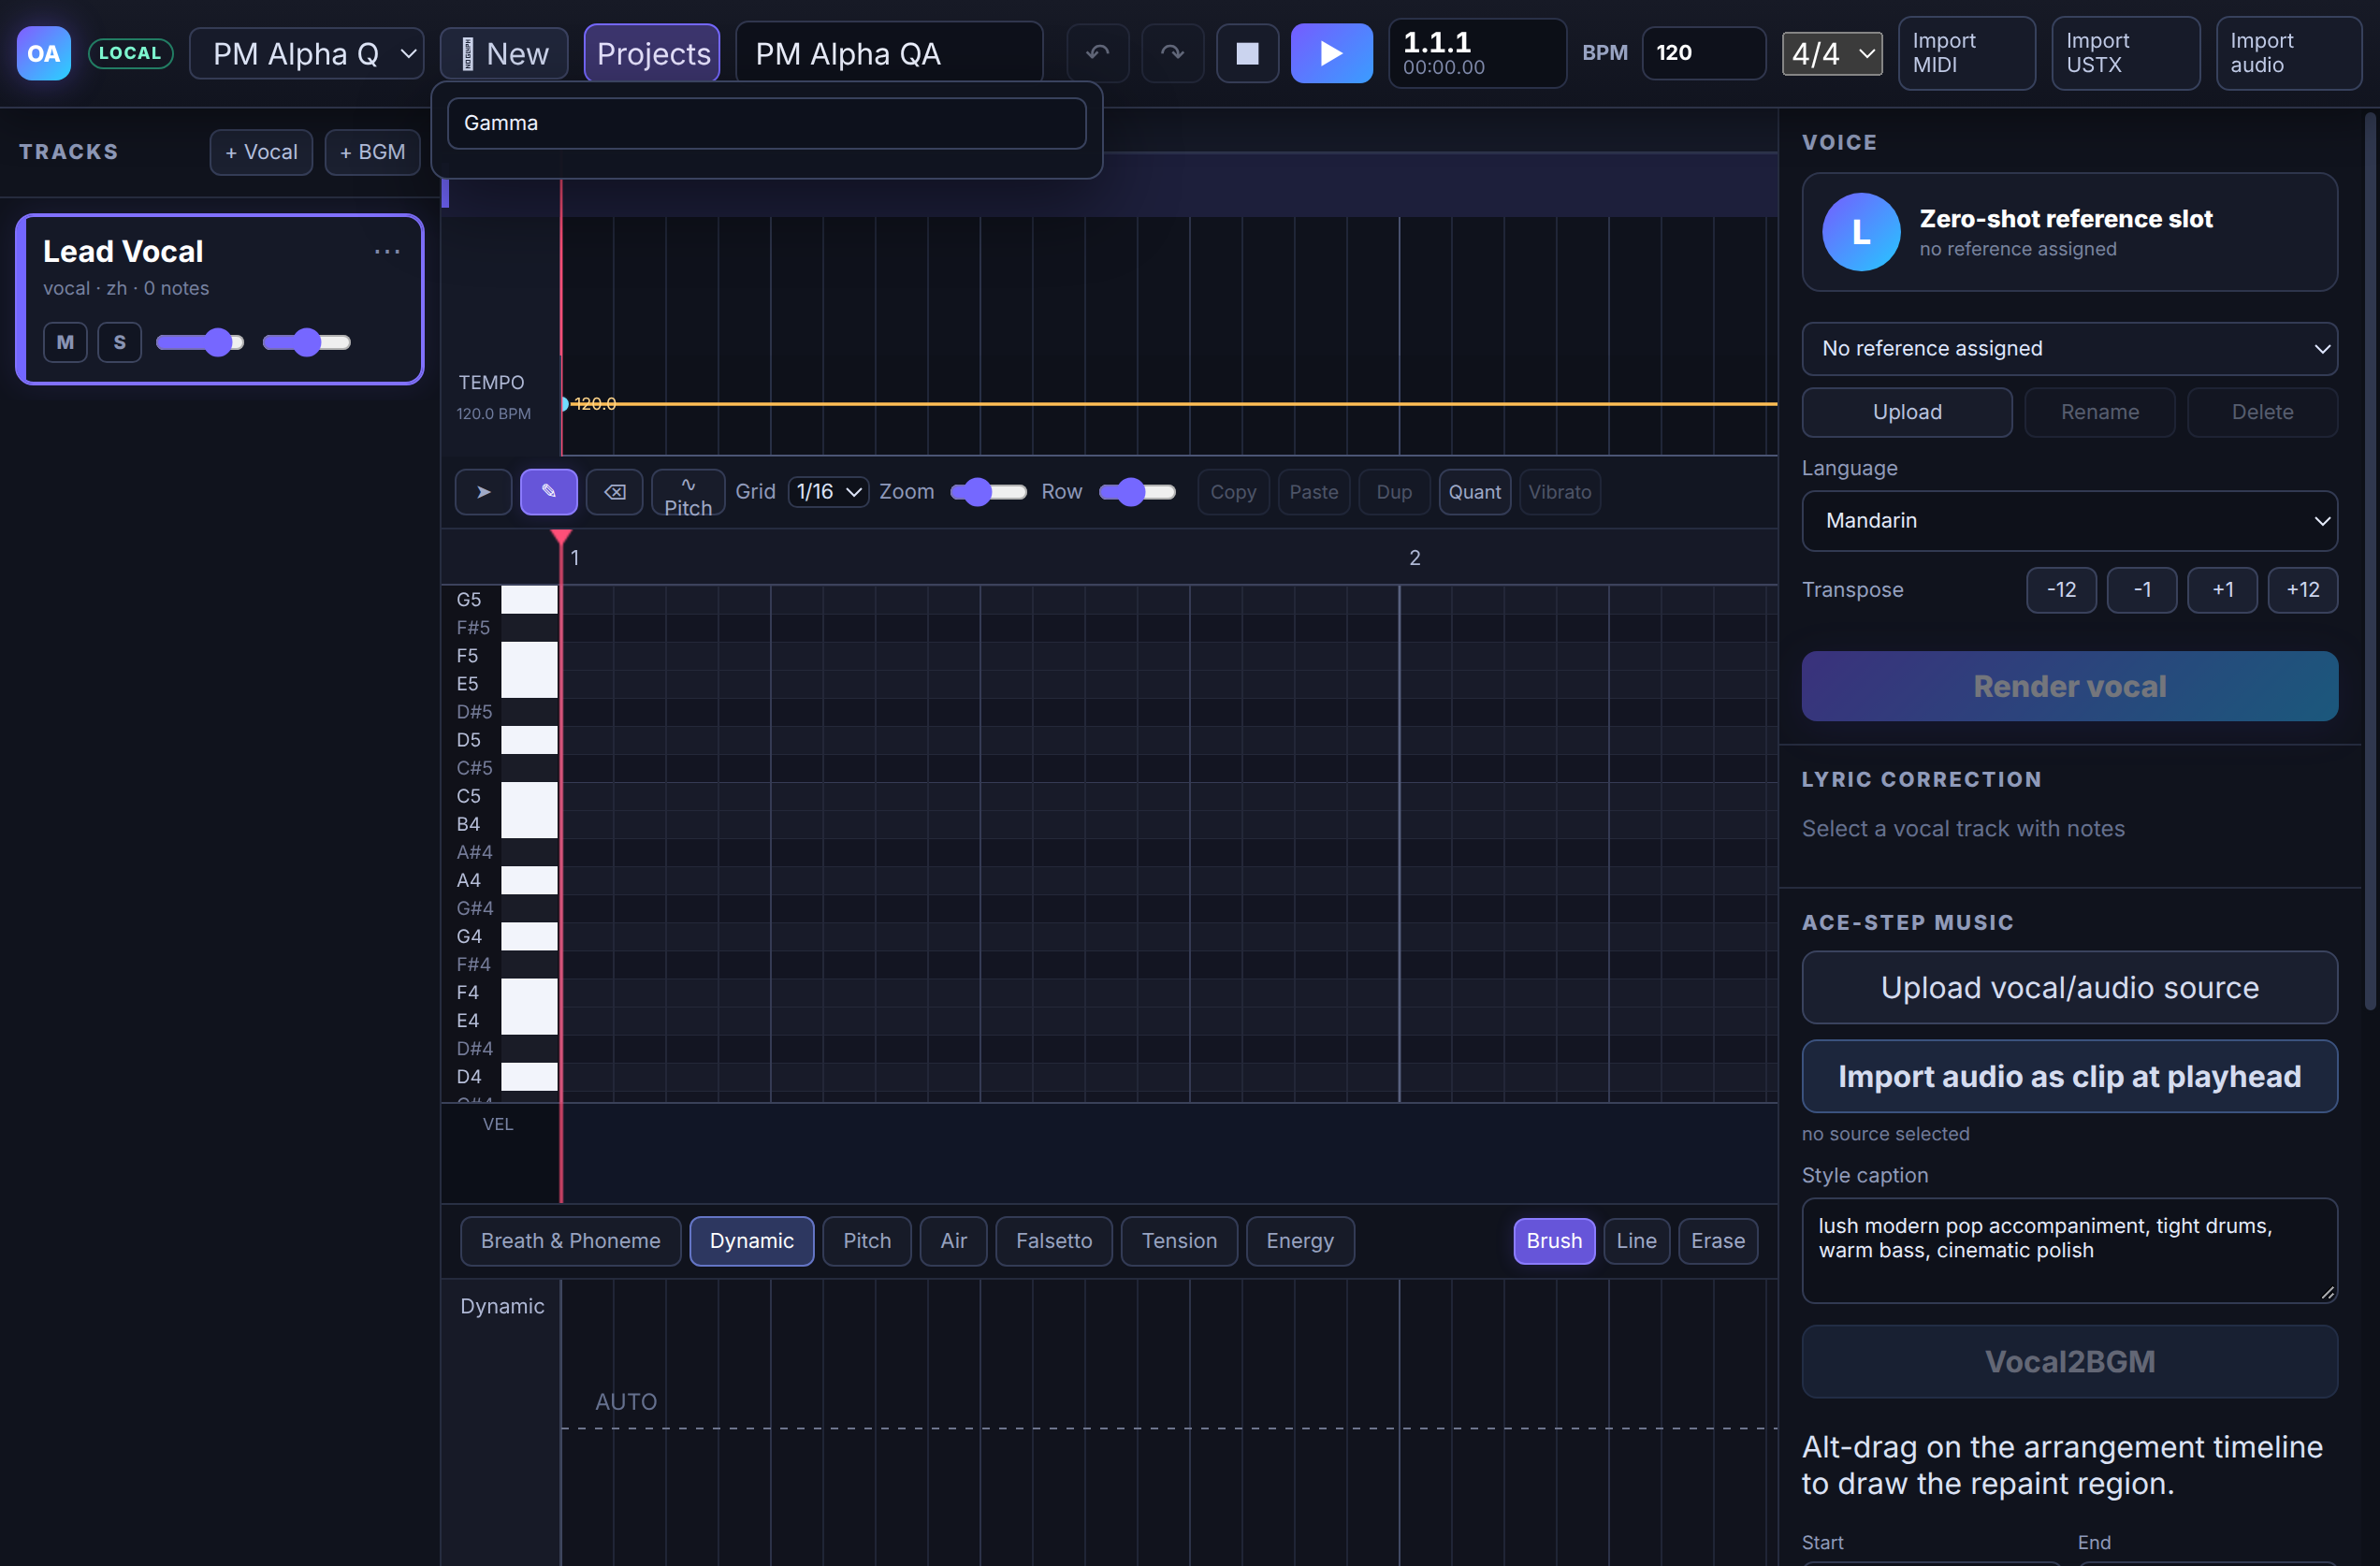 OA
LOCAL
PM Alpha Q
New
Projects
PM Alpha QA
1.1.1
00:00.00
BPM
120
4/4
Import
MIDI
Import
USTX
Import
audio
Gamma
TRACKS
+ Vocal
+ BGM
Lead Vocal
...
vocal · zh · 0 notes
M
S
TEMPO
120.0 BPM
120.0
Pitch
Grid
1/16
Zoom
Row
Copy
Paste
Dup
Quant
Vibrato
1
2
G5
F#5
F5
E5
D#5
D5
C#5
C5
B4
A#4
A4
G#4
G4
F#4
F4
E4
D#4
D4
C#4
VEL
Breath & Phoneme
Dynamic
Pitch
Air
Falsetto
Tension
Energy
Brush
Line
Erase
Dynamic
AUTO
VOICE
L
Zero-shot reference slot
no reference assigned
No reference assigned
Upload
Rename
Delete
Language
Mandarin
Transpose
-12
-1
+1
+12
Render vocal
LYRIC CORRECTION
Select a vocal track with notes
ACE-STEP MUSIC
Upload vocal/audio source
Import audio as clip at playhead
no source selected
Style caption
lush modern pop accompaniment, tight drums,
warm bass, cinematic polish
Vocal2BGM
Alt-drag on the arrangement timeline
to draw the repaint region.
Start
End